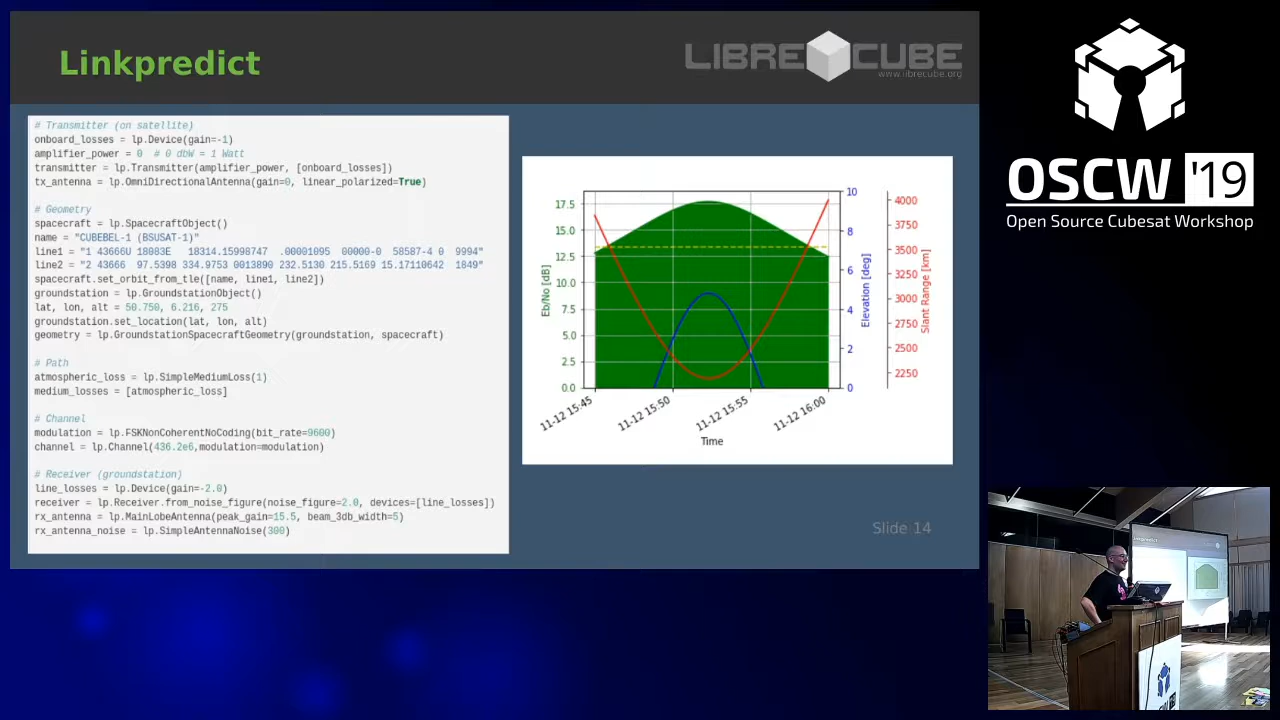 Linkpredict
LIBRE CUBE
www.librecube.org
# Transmitter (on satellite)
onboard_losses = lp.Device(gain=-1)
amplifier_power = 0  # 0 dbW = 1 Watt
transmitter = lp.Transmitter(amplifier_power, [onboard_losses])
tx_antenna = lp.OmniDirectionalAntenna(gain=0, linear_polarized=True)
# Geometry
spacecraft = lp.SpacecraftObject()
name = "CUBEBEL-1 (BSUSAT-1)"
line1 = "1 43666U 18083E   18314.15998747  .00001095  00000-0  58587-4 0  9994"
line2 = "2 43666  97.5398 334.9753 0013890 232.5130 215.5169 15.17110642  1849"
spacecraft.set_orbit_from_tle([name, line1, line2])
groundstation = lp.GroundstationObject()
lat, lon, alt = 50.750, 6.216, 275
groundstation.set_location(lat, lon, alt)
geometry = lp.GroundstationSpacecraftGeometry(groundstation, spacecraft)
# Path
atmospheric_loss = lp.SimpleMediumLoss(1)
medium_losses = [atmospheric_loss]
# Channel
modulation = lp.FSKNonCoherentNoCoding(bit_rate=9600)
channel = lp.Channel(436.2e6,modulation=modulation)
# Receiver (groundstation)
line_losses = lp.Device(gain=-2.0)
receiver = lp.Receiver.from_noise_figure(noise_figure=2.0, devices=[line_losses])
rx_antenna = lp.MainLobeAntenna(peak_gain=15.5, beam_3db_width=5)
rx_antenna_noise = lp.SimpleAntennaNoise(300)
Eb/No [dB]
17.5
15.0
12.5
10.0
7.5
5.0
2.5
0.0
10
8
6
4
2
0
Elevation [deg]
4000
3750
3500
3250
3000
2750
2500
2250
Slant Range [km]
11-12 15:45
11-12 15:50
11-12 15:55
11-12 16:00
Time
Slide 14
OSCW '19
Open Source Cubesat Workshop
Linkpredict